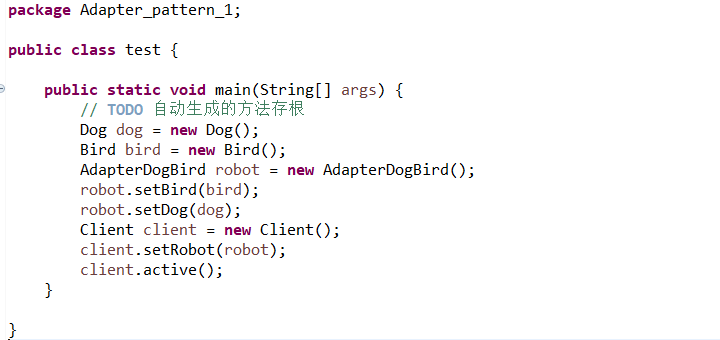 package Adapter_pattern_1;
public class test {
public static void main(String[] args) {
// TODO 自动生成的方法存根
Dog dog = new Dog();
Bird bird = new Bird();
AdapterDogBird robot = new AdapterDogBird();
robot.setBird(bird);
robot.setDog(dog);
Client client = new Client();
client.setRobot(robot);
client.active();
}
}